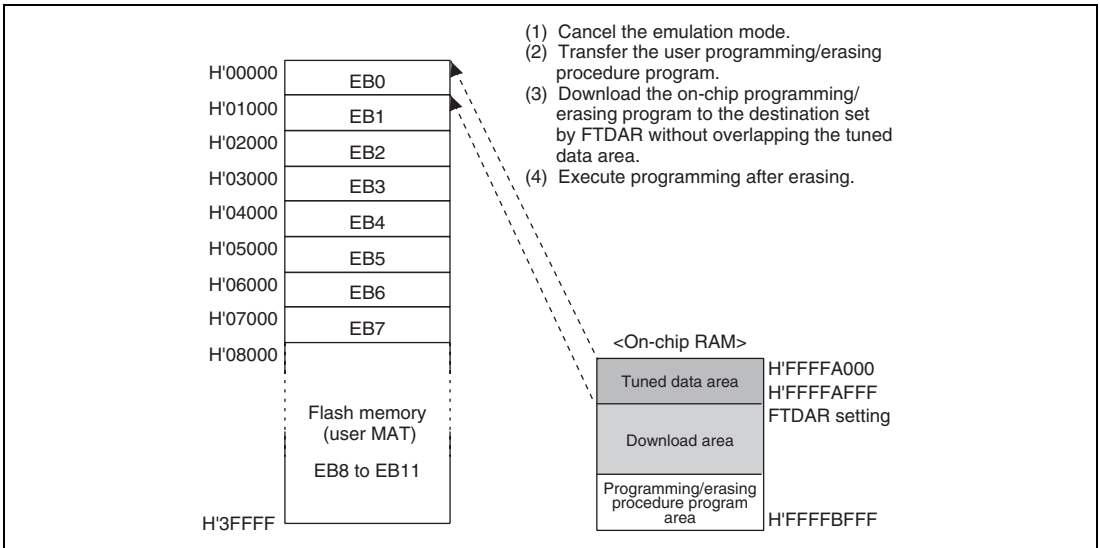 (1) Cancel the emulation mode.
(2) Transfer the user programming/erasing
procedure program.
(3) Download the on-chip programming/
erasing program to the destination set
by FTDAR without overlapping the tuned
data area.
(4) Execute programming after erasing.
H'00000
EB0
H'01000
EB1
H'02000
EB2
H'03000
EB3
H'04000
EB4
H'05000
EB5
H'06000
EB6
H'07000
EB7
H'08000
Flash memory
(user MAT)
EB8 to EB11
H'3FFFF
<On-chip RAM>
Tuned data area
H'FFFFA000
H'FFFFAFFF
FTDAR setting
Download area
Programming/erasing
procedure program
area
H'FFFFBFFF